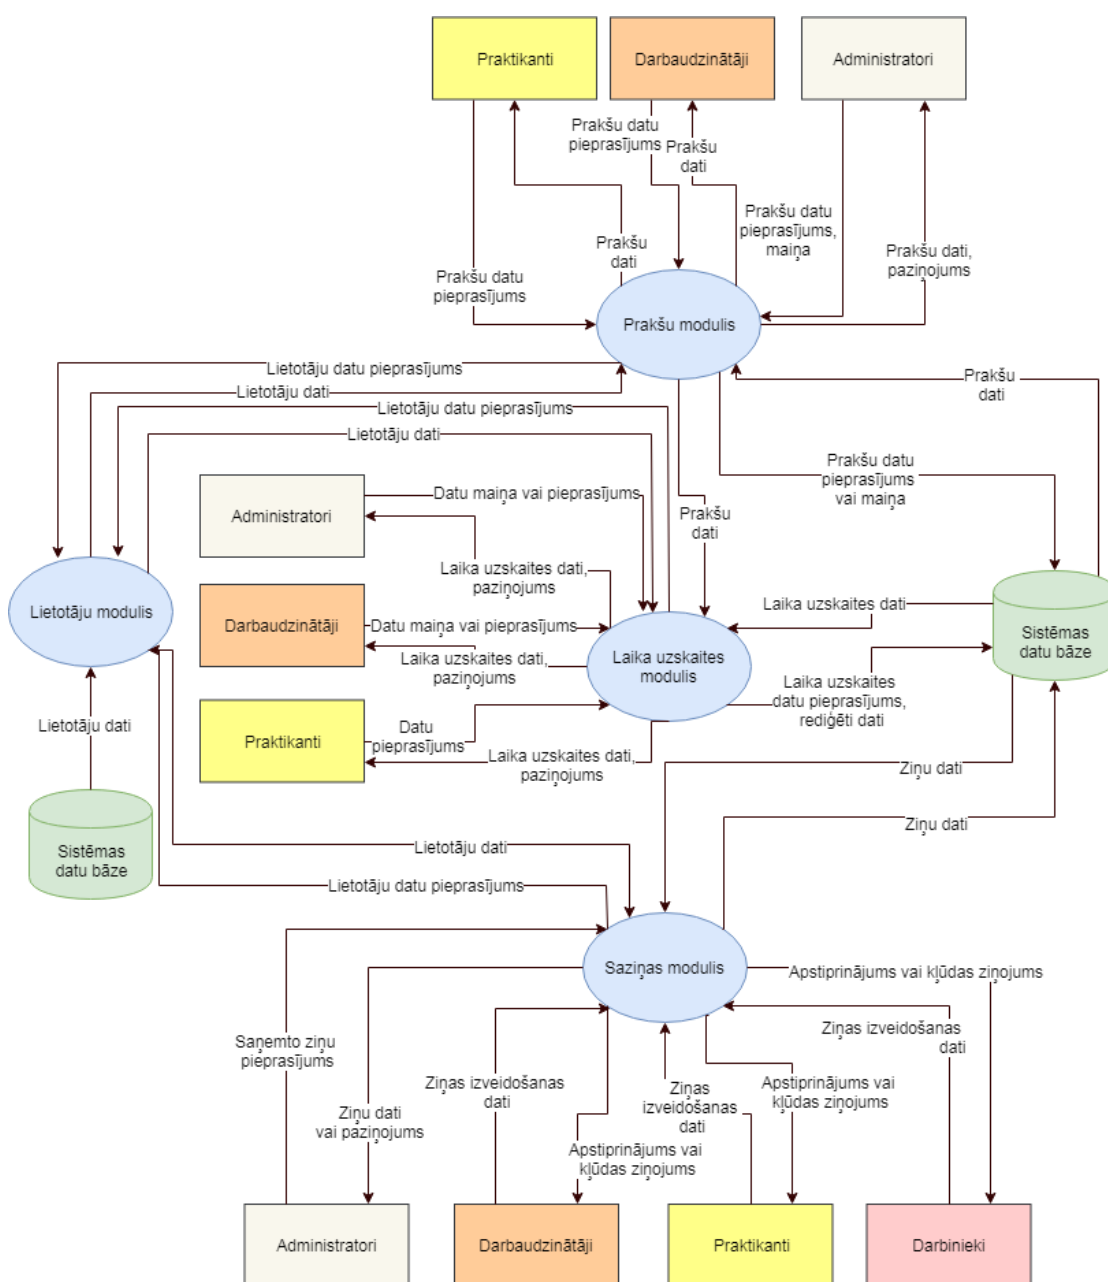 Praktikanti
Darbaudzinātāji
Administratori
Prakšu datu
pieprasījums
Prakšu
dati
Prakšu datu
pieprasījums,
maiņa
Prakšu
dati
Prakšu dati,
paziņojums
Prakšu datu
pieprasījums
Prakšu modulis
Lietotāju datu pieprasījums
Lietotāju dati
Prakšu
dati
Lietotāju datu pieprasījums
Lietotāju dati
Prakšu datu
pieprasījums
vai maiņa
Datu maiņa vai pieprasījums
Administratori
Prakšu
dati
Laika uzskaites dati,
paziņojums
Lietotāju modulis
Laika uzskaites dati
Sistēmas
datu bāze
Darbaudzinātāji
Datu maiņa vai pieprasījums
Laika uzskaites dati,
paziņojums
Laika uzskaites
modulis
Laika uzskaites
datu pieprasījums,
rediģēti dati
Lietotāju dati
Praktikanti
Datu
pieprasījums
Laika uzskaites dati,
paziņojums
Ziņu dati
Ziņu dati
Sistēmas
datu bāze
Lietotāju dati
Lietotāju datu pieprasījums
Saziņas modulis
Apstiprinājums vai kļūdas ziņojums
Saņemto ziņu
pieprasījums
Ziņas izveidošanas
dati
Ziņas izveidošanas
dati
Ziņas
izveidošanas
dati
Apstiprinājums vai
kļūdas ziņojums
Ziņu dati
vai paziņojums
Apstiprinājums vai
kļūdas ziņojums
Administratori
Darbaudzinātāji
Praktikanti
Darbinieki